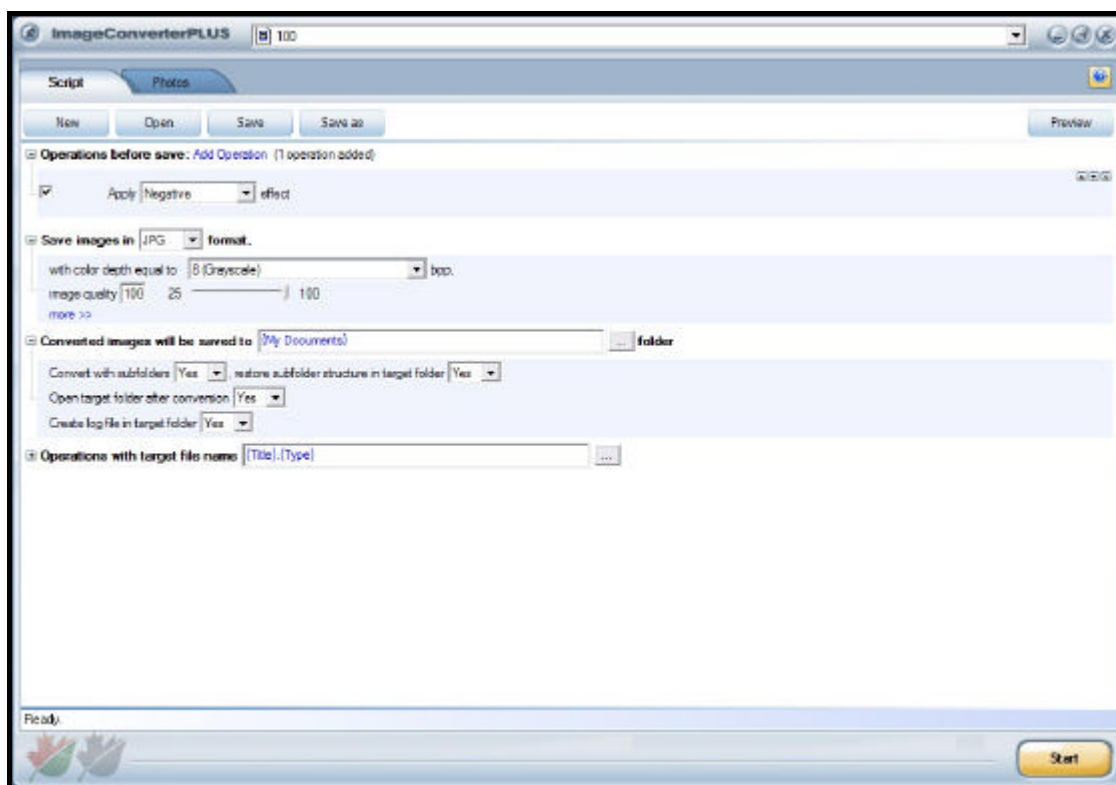 ImageConverterPLUS 100
Script Photos
New Open Save Save as Preview
Operations before save: Add Operation (1 operation added)
Apply Negative effect
Save images in JPG format.
with color depth equal to 8 (Grayscale) bpp.
image quality 100 25 100
more >>
Converted images will be saved to {My Documents} folder
Convert with subfolders Yes , restore subfolder structure in target folder Yes
Open target folder after conversion Yes
Create log file in target folder Yes
Operations with target file name {Title}.{Type} ...
Ready.
Start